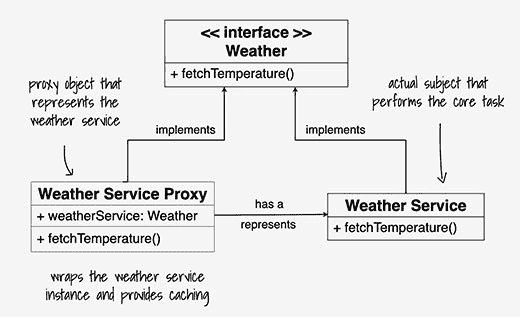 << interface >>
Weather
+ fetchTemperature()
proxy object that
represents the
weather service
actual subject that
performs the core task
implements
implements
Weather Service Proxy
+ weatherService: Weather
+ fetchTemperature()
has a
represents
Weather Service
+ fetchTemperature()
wraps the weather service
instance and provides caching